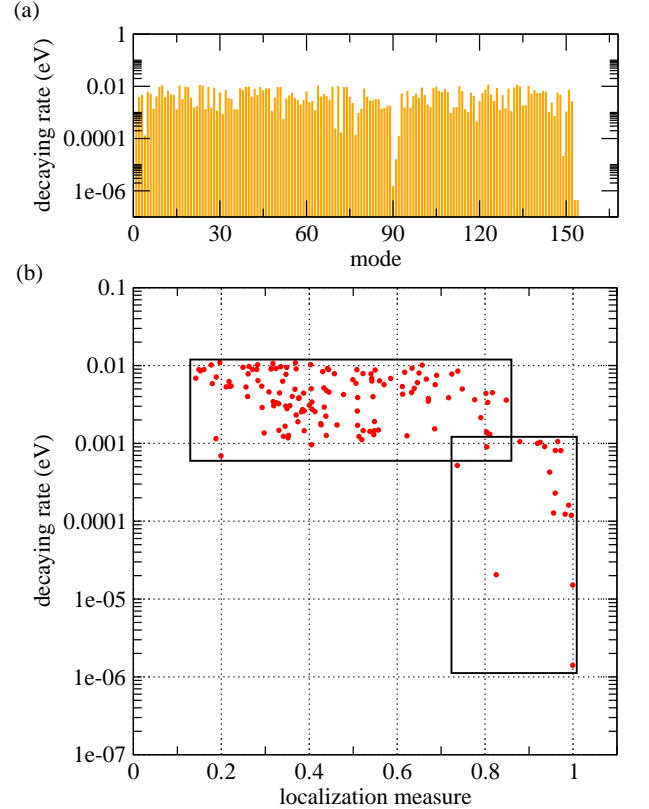 (a)
decaying rate (eV)
1
0.01
0.0001
1e-06
0 30 60 90 120 150
mode
(b)
decaying rate (eV)
0.1
0.01
0.001
0.0001
1e-05
1e-06
1e-07
0 0.2 0.4 0.6 0.8 1
localization measure